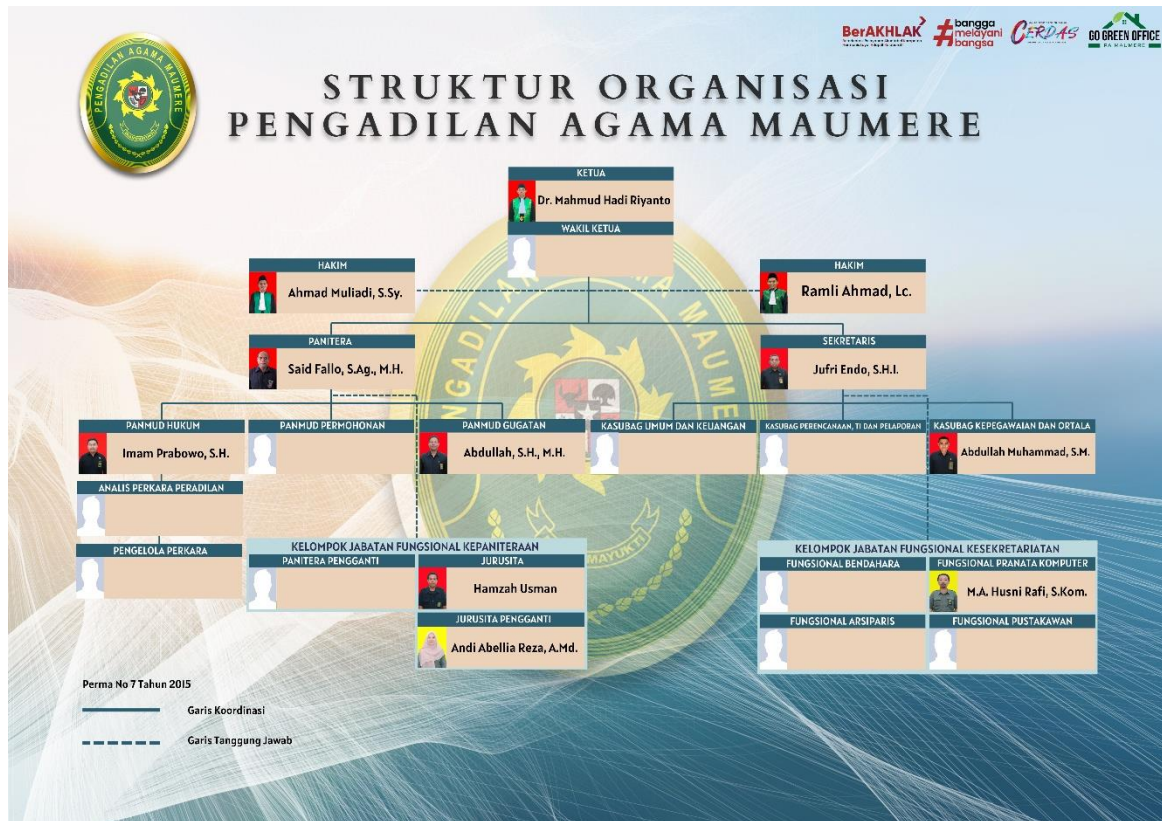 BerAKHLAK
# bangga
melayani
bangsa
CERDAS
GO GREEN OFFICE
PA MAUMERE
PENGADILAN AGAMA MAUMERE
STRUKTUR ORGANISASI
PENGADILAN AGAMA MAUMERE
KETUA
Dr. Mahmud Hadi Riyanto
WAKIL KETUA
HAKIM
Ahmad Muliadi, S.Sy.
HAKIM
Ramli Ahmad, Lc.
PANITERA
Said Fallo, S.Ag., M.H.
SEKRETARIS
Jufri Endo, S.H.I.
PANMUD HUKUM
Imam Prabowo, S.H.
PANMUD PERMOHONAN
PANMUD GUGATAN
Abdullah, S.H., M.H.
KASUBAG UMUM DAN KEUANGAN
KASUBAG PERENCANAAN, TI DAN PELAPORAN
KASUBAG KEPEGAWAIAN DAN ORTALA
Abdullah Muhammad, S.M.
ANALIS PERKARA PERADILAN
PENGELOLA PERKARA
KELOMPOK JABATAN FUNGSIONAL KEPANITERAAN
PANITERA PENGGANTI
JURUSITA
Hamzah Usman
JURUSITA PENGGANTI
Andi Abellia Reza, A.Md.
KELOMPOK JABATAN FUNGSIONAL KESEKRETARIATAN
FUNGSIONAL BENDAHARA
FUNGSIONAL PRANATA KOMPUTER
M.A. Husni Rafi, S.Kom.
FUNGSIONAL ARSIPARIS
FUNGSIONAL PUSTAKAWAN
Perma No 7 Tahun 2015
Garis Koordinasi
Garis Tanggung Jawab